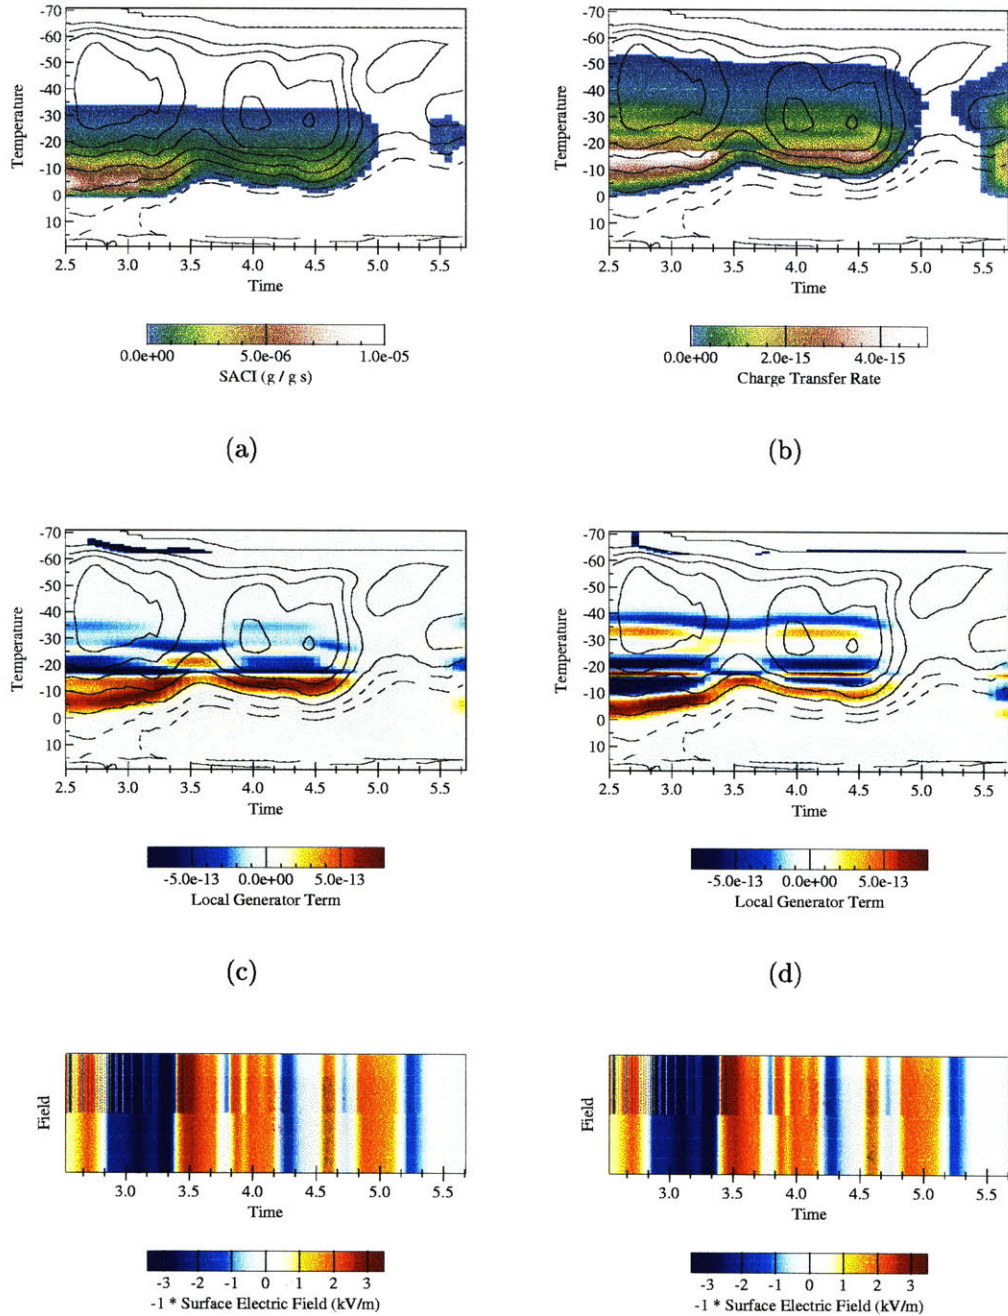 -70
-60
-50
-40
-30
-20
-10
0
10
Temperature
2.5 3.0 3.5 4.0 4.5 5.0 5.5
Time
0.0e+00 5.0e-06 1.0e-05
SACI (g / g s)
(a)
-70
-60
-50
-40
-30
-20
-10
0
10
Temperature
2.5 3.0 3.5 4.0 4.5 5.0 5.5
Time
0.0e+00 2.0e-15 4.0e-15
Charge Transfer Rate
(b)
-70
-60
-50
-40
-30
-20
-10
0
10
Temperature
2.5 3.0 3.5 4.0 4.5 5.0 5.5
Time
-5.0e-13 0.0e+00 5.0e-13
Local Generator Term
(c)
-70
-60
-50
-40
-30
-20
-10
0
10
Temperature
2.5 3.0 3.5 4.0 4.5 5.0 5.5
Time
-5.0e-13 0.0e+00 5.0e-13
Local Generator Term
(d)
Field
3.0 3.5 4.0 4.5 5.0 5.5
Time
-3 -2 -1 0 1 2 3
-1 * Surface Electric Field (kV/m)
Field
3.0 3.5 4.0 4.5 5.0 5.5
Time
-3 -2 -1 0 1 2 3
-1 * Surface Electric Field (kV/m)